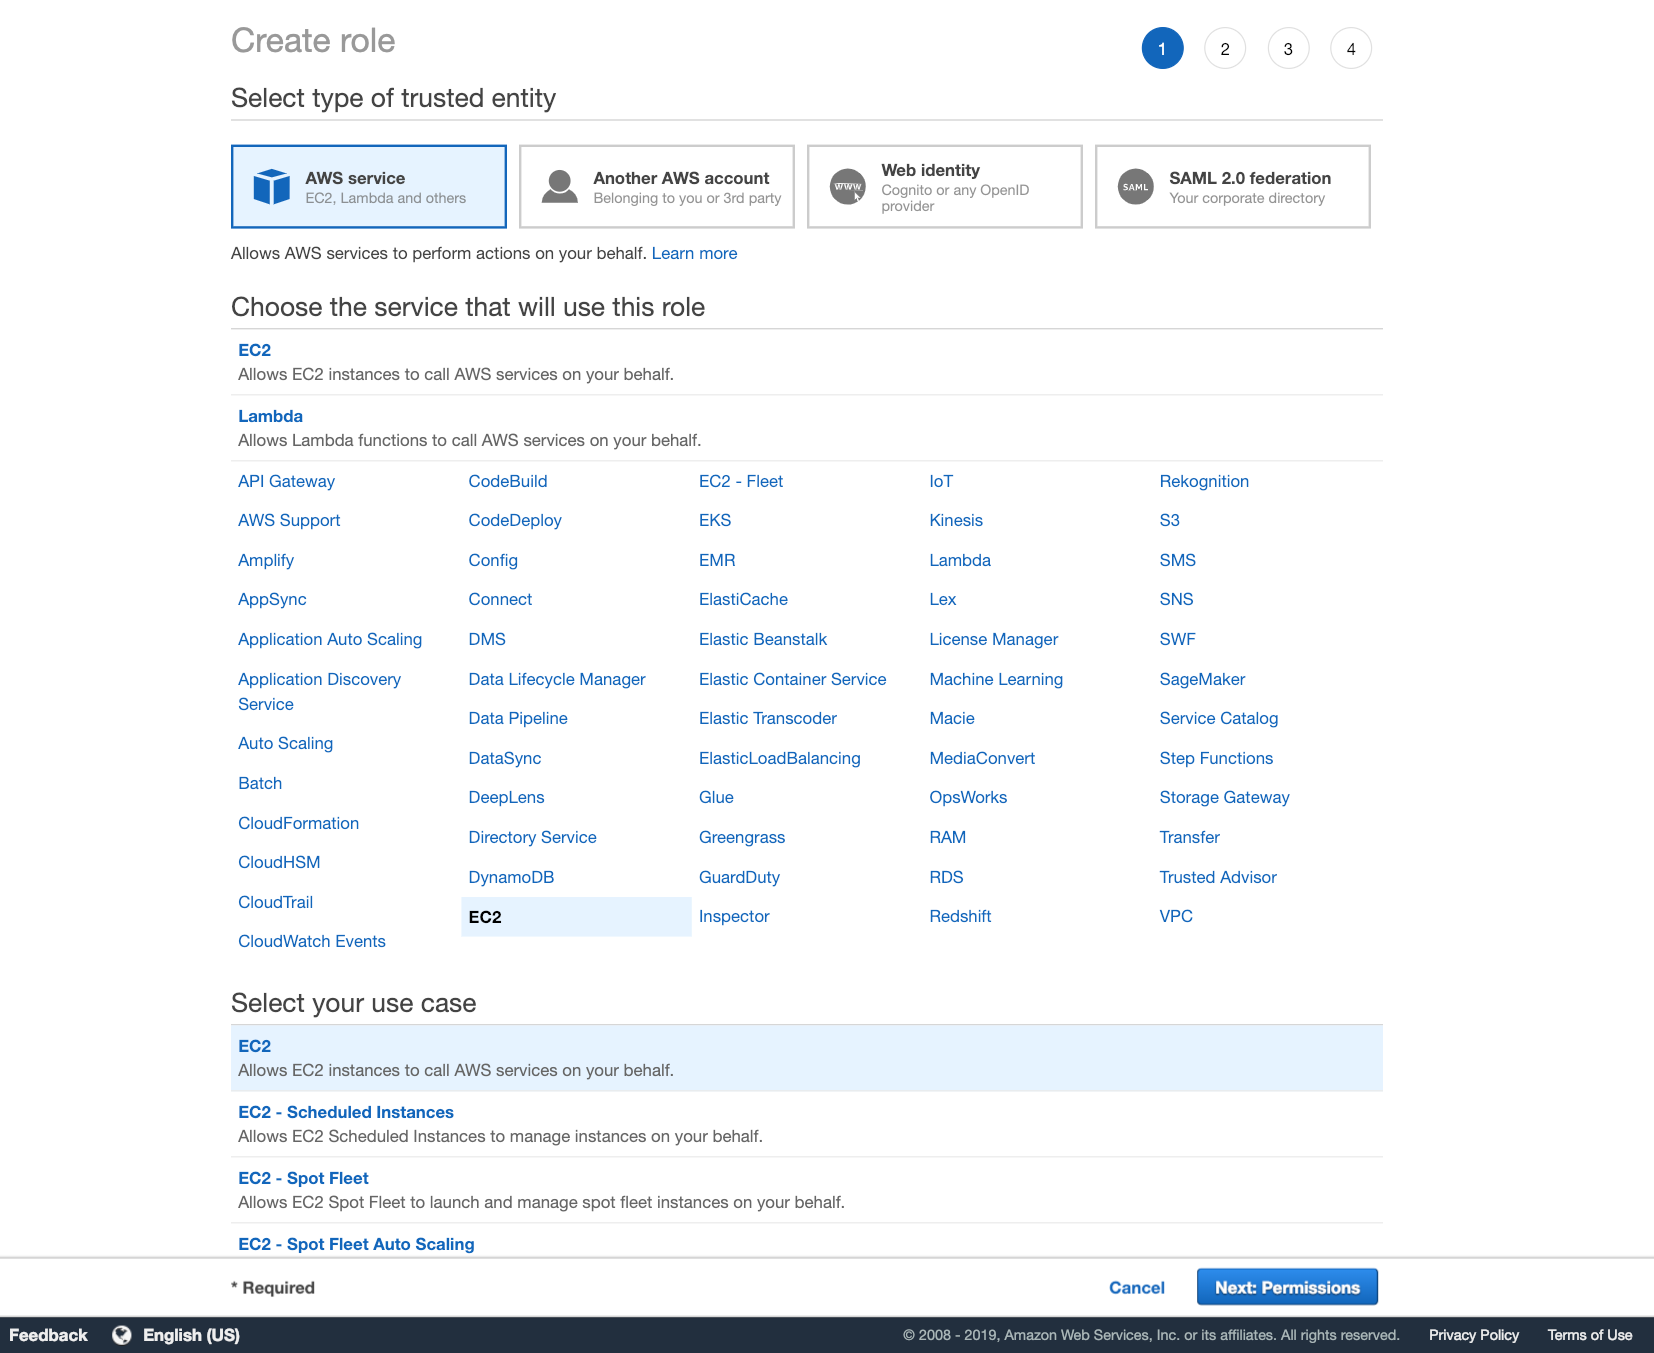 Create role
1 2 3 4
Select type of trusted entity
AWS service
EC2, Lambda and others
Another AWS account
Belonging to you or 3rd party
www
Web identity
Cognito or any OpenID
provider
SAML
SAML 2.0 federation
Your corporate directory
Allows AWS services to perform actions on your behalf. Learn more
Choose the service that will use this role
EC2
Allows EC2 instances to call AWS services on your behalf.
Lambda
Allows Lambda functions to call AWS services on your behalf.
API Gateway
AWS Support
Amplify
AppSync
Application Auto Scaling
Application Discovery
Service
Auto Scaling
Batch
CloudFormation
CloudHSM
CloudTrail
CloudWatch Events
CodeBuild
CodeDeploy
Config
Connect
DMS
Data Lifecycle Manager
Data Pipeline
DataSync
DeepLens
Directory Service
DynamoDB
EC2
EC2 - Fleet
EKS
EMR
ElastiCache
Elastic Beanstalk
Elastic Container Service
Elastic Transcoder
ElasticLoadBalancing
Glue
Greengrass
GuardDuty
Inspector
IoT
Kinesis
Lambda
Lex
License Manager
Machine Learning
Macie
MediaConvert
OpsWorks
RAM
RDS
Redshift
Rekognition
S3
SMS
SNS
SWF
SageMaker
Service Catalog
Step Functions
Storage Gateway
Transfer
Trusted Advisor
VPC
Select your use case
EC2
Allows EC2 instances to call AWS services on your behalf.
EC2 - Scheduled Instances
Allows EC2 Scheduled Instances to manage instances on your behalf.
EC2 - Spot Fleet
Allows EC2 Spot Fleet to launch and manage spot fleet instances on your behalf.
EC2 - Spot Fleet Auto Scaling
* Required
Cancel
Next: Permissions
Feedback English (US) © 2008 - 2019, Amazon Web Services, Inc. or its affiliates. All rights reserved. Privacy Policy Terms of Use